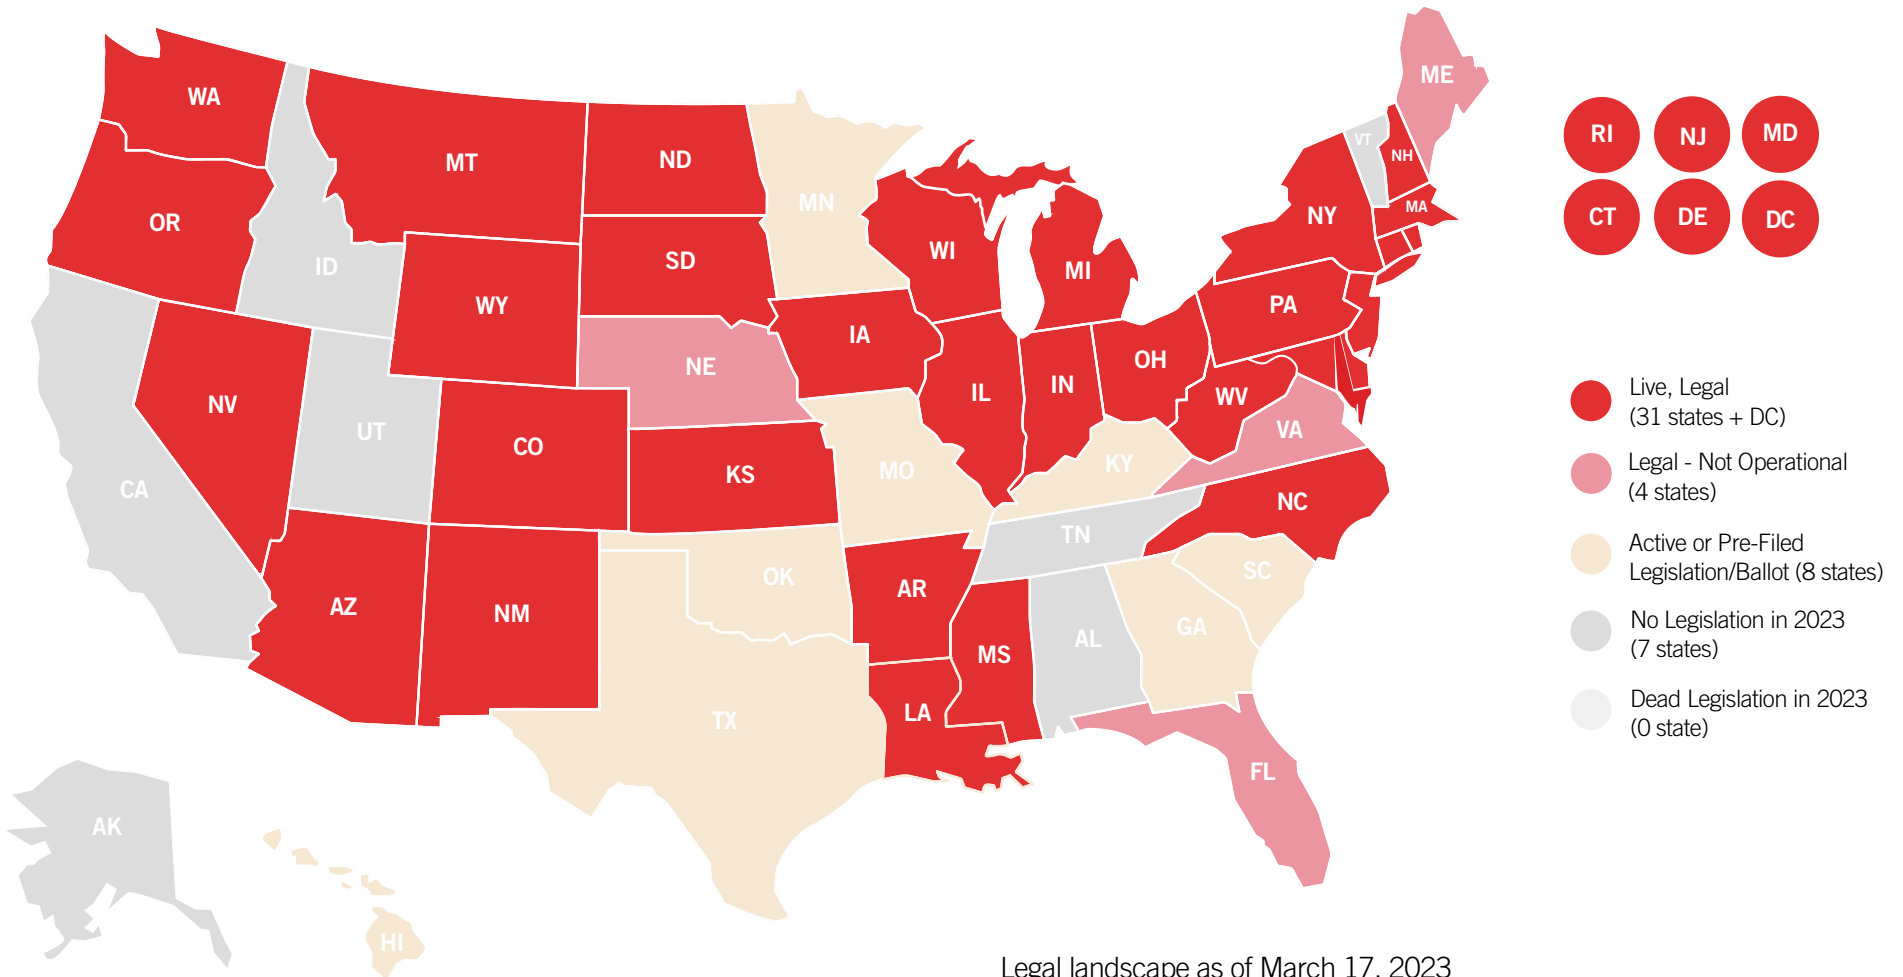 WA
MT
ND
MN
OR
ID
WY
SD
WI
MI
NY
VT
NH
ME
MA
NV
UT
CO
NE
IA
IL
IN
OH
PA
WV
VA
CA
KS
MO
KY
NC
TN
AZ
NM
OK
AR
SC
GA
AL
MS
LA
TX
FL
AK
HI
RI NJ MD
CT DE DC
Live, Legal
(31 states + DC)
Legal - Not Operational
(4 states)
Active or Pre-Filed
Legislation/Ballot (8 states)
No Legislation in 2023
(7 states)
Dead Legislation in 2023
(0 state)
Legal landscape as of March 17, 2023